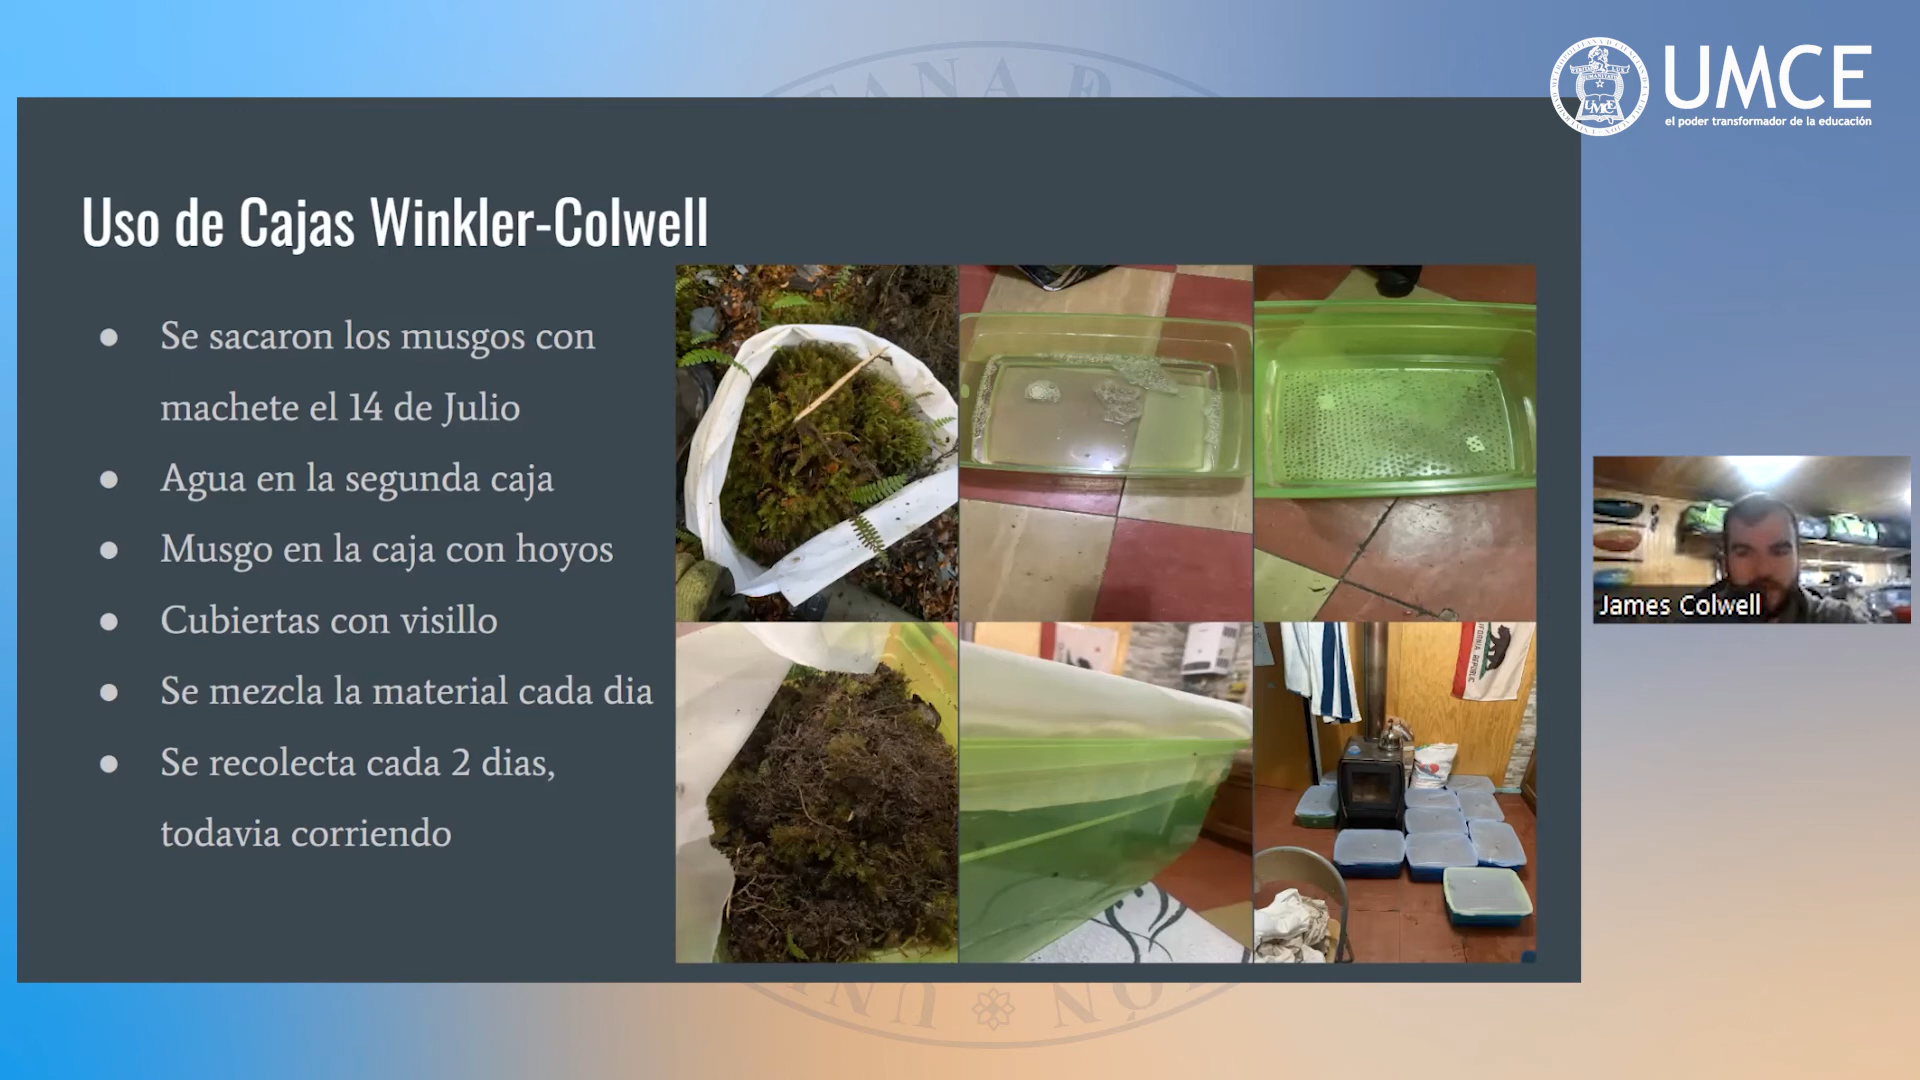 UMCE
el poder transformador de la educación
Uso de Cajas Winkler-Colwell
● Se sacaron los musgos con
machete el 14 de Julio
● Agua en la segunda caja
● Musgo en la caja con hoyos
● Cubiertas con visillo
● Se mezcla la material cada dia
● Se recolecta cada 2 dias,
todavia corriendo
James Colwell